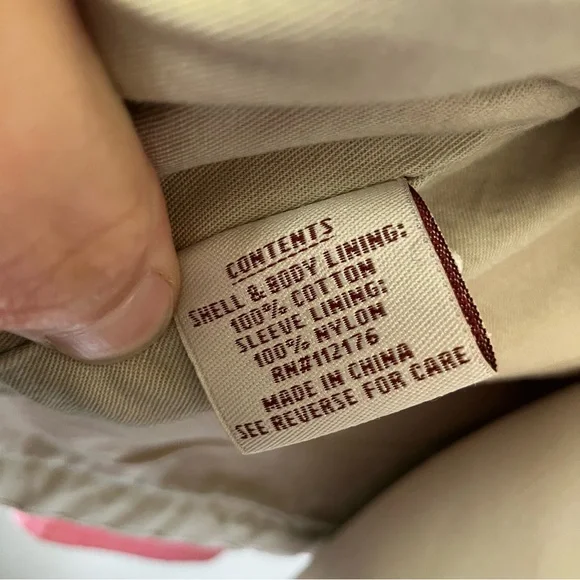 CONTENTS
SHELL & BODY LINING:
100% COTTON
SLEEVE LINING:
100% NYLON
RN#112176
MADE IN CHINA
SEE REVERSE FOR CARE